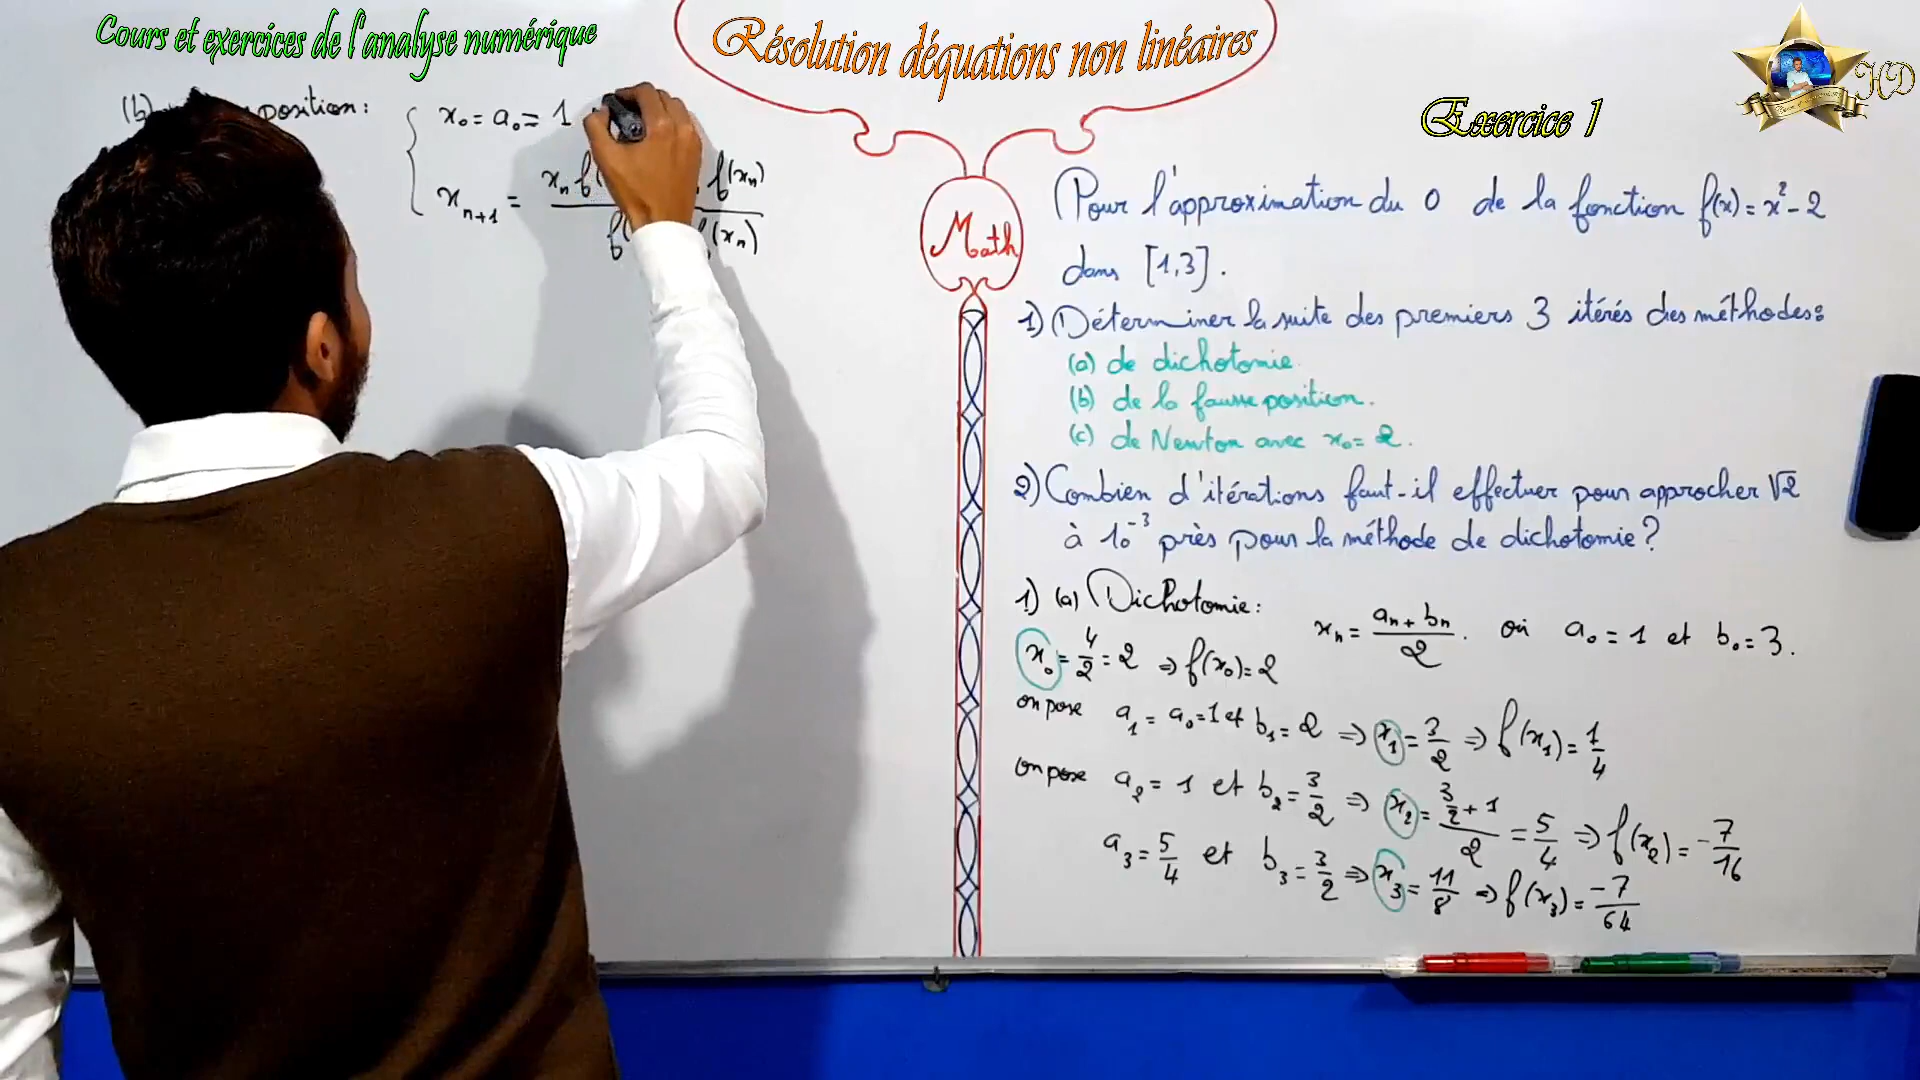 Cours et exercices de l'analyse numérique
Résolution déquations non linéaires
HD
Exercice 1
(b) position :
x₀ = a₀ = 1
xₙ₊₁ = xₙ f( f(xₙ) / f( f(xₙ)
Math
Pour l'approximation du 0 de la fonction f(x) = x² - 2
dans [1,3].
1) Déterminer la suite des premiers 3 itérés des méthodes :
(a) de dichotomie.
(b) de la fausse position.
(c) de Newton avec x₀ = 2.
2) Combien d'itérations faut-il effectuer pour approcher √2
à 10⁻³ près pour la méthode de dichotomie ?
1) (a) Dichotomie :
xₙ = (aₙ + bₙ)/2 . où a₀ = 1 et b₀ = 3.
x₀ = 4/2 = 2 ⇒ f(x₀) = 2
on pose a₁ = a₀ = 1 et b₁ = 2 ⇒ x₁ = 3/2 ⇒ f(x₁) = 1/4
on pose a₂ = 1 et b₂ = 3/2 ⇒ x₂ = (3/2 + 1)/2 = 5/4 ⇒ f(x₂) = -7/16
a₃ = 5/4 et b₃ = 3/2 ⇒ x₃ = 11/8 ⇒ f(x₃) = -7/64